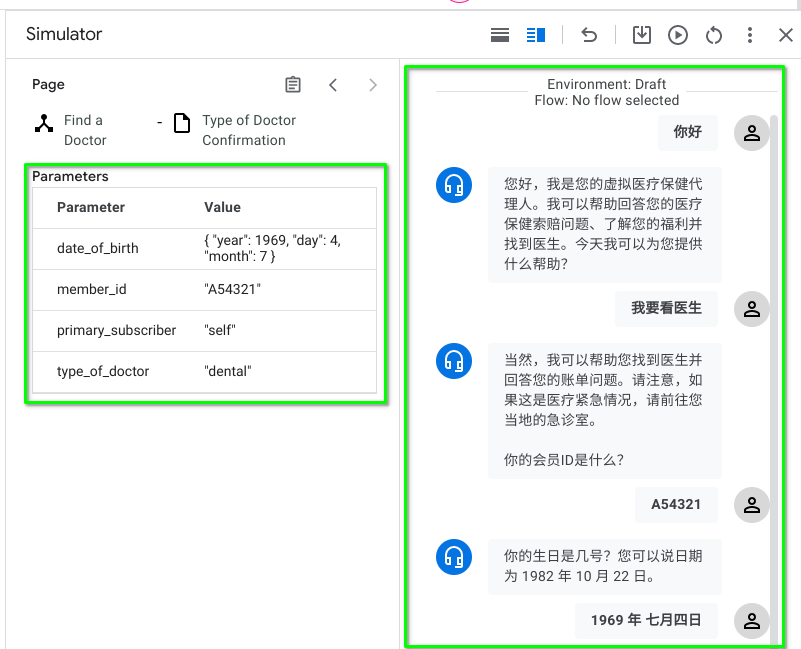 Simulator
Page
Find a
Doctor
-
Type of Doctor
Confirmation
Parameters
Parameter Value
date_of_birth { "year": 1969, "day": 4,
"month": 7 }
member_id "A54321"
primary_subscriber "self"
type_of_doctor "dental"
Environment: Draft
Flow: No flow selected
你好
您好，我是您的虚拟医疗保健代
理人。我可以帮助回答您的医疗
保健索赔问题、了解您的福利并
找到医生。今天我可以为您提供
什么帮助？
我要看医生
当然，我可以帮助您找到医生并
回答您的账单问题。请注意，如
果这是医疗紧急情况，请前往您
当地的急诊室。
你的会员ID是什么？
A54321
你的生日是几号？您可以说日期
为 1982 年 10 月 22 日。
1969 年 七月四日